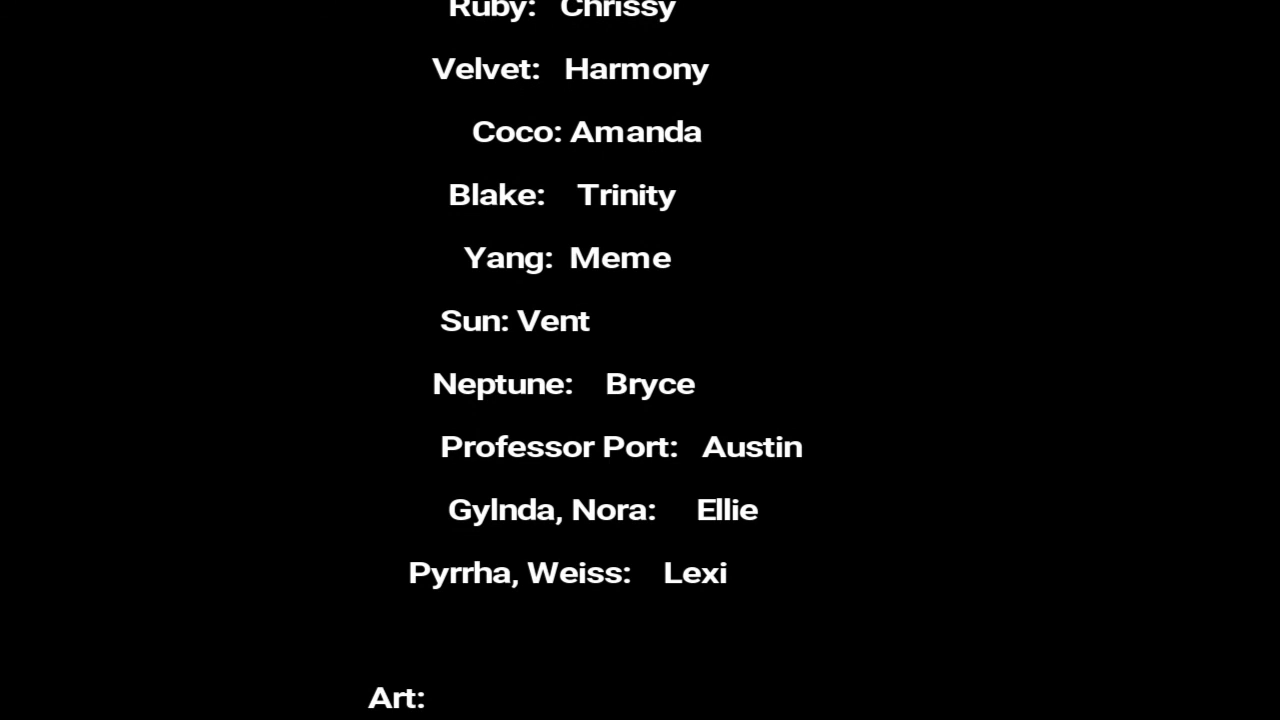 Ruby: Chrissy
Velvet: Harmony
Coco: Amanda
Blake: Trinity
Yang: Meme
Sun: Vent
Neptune: Bryce
Professor Port: Austin
Gylnda, Nora: Ellie
Pyrrha, Weiss: Lexi
Art: